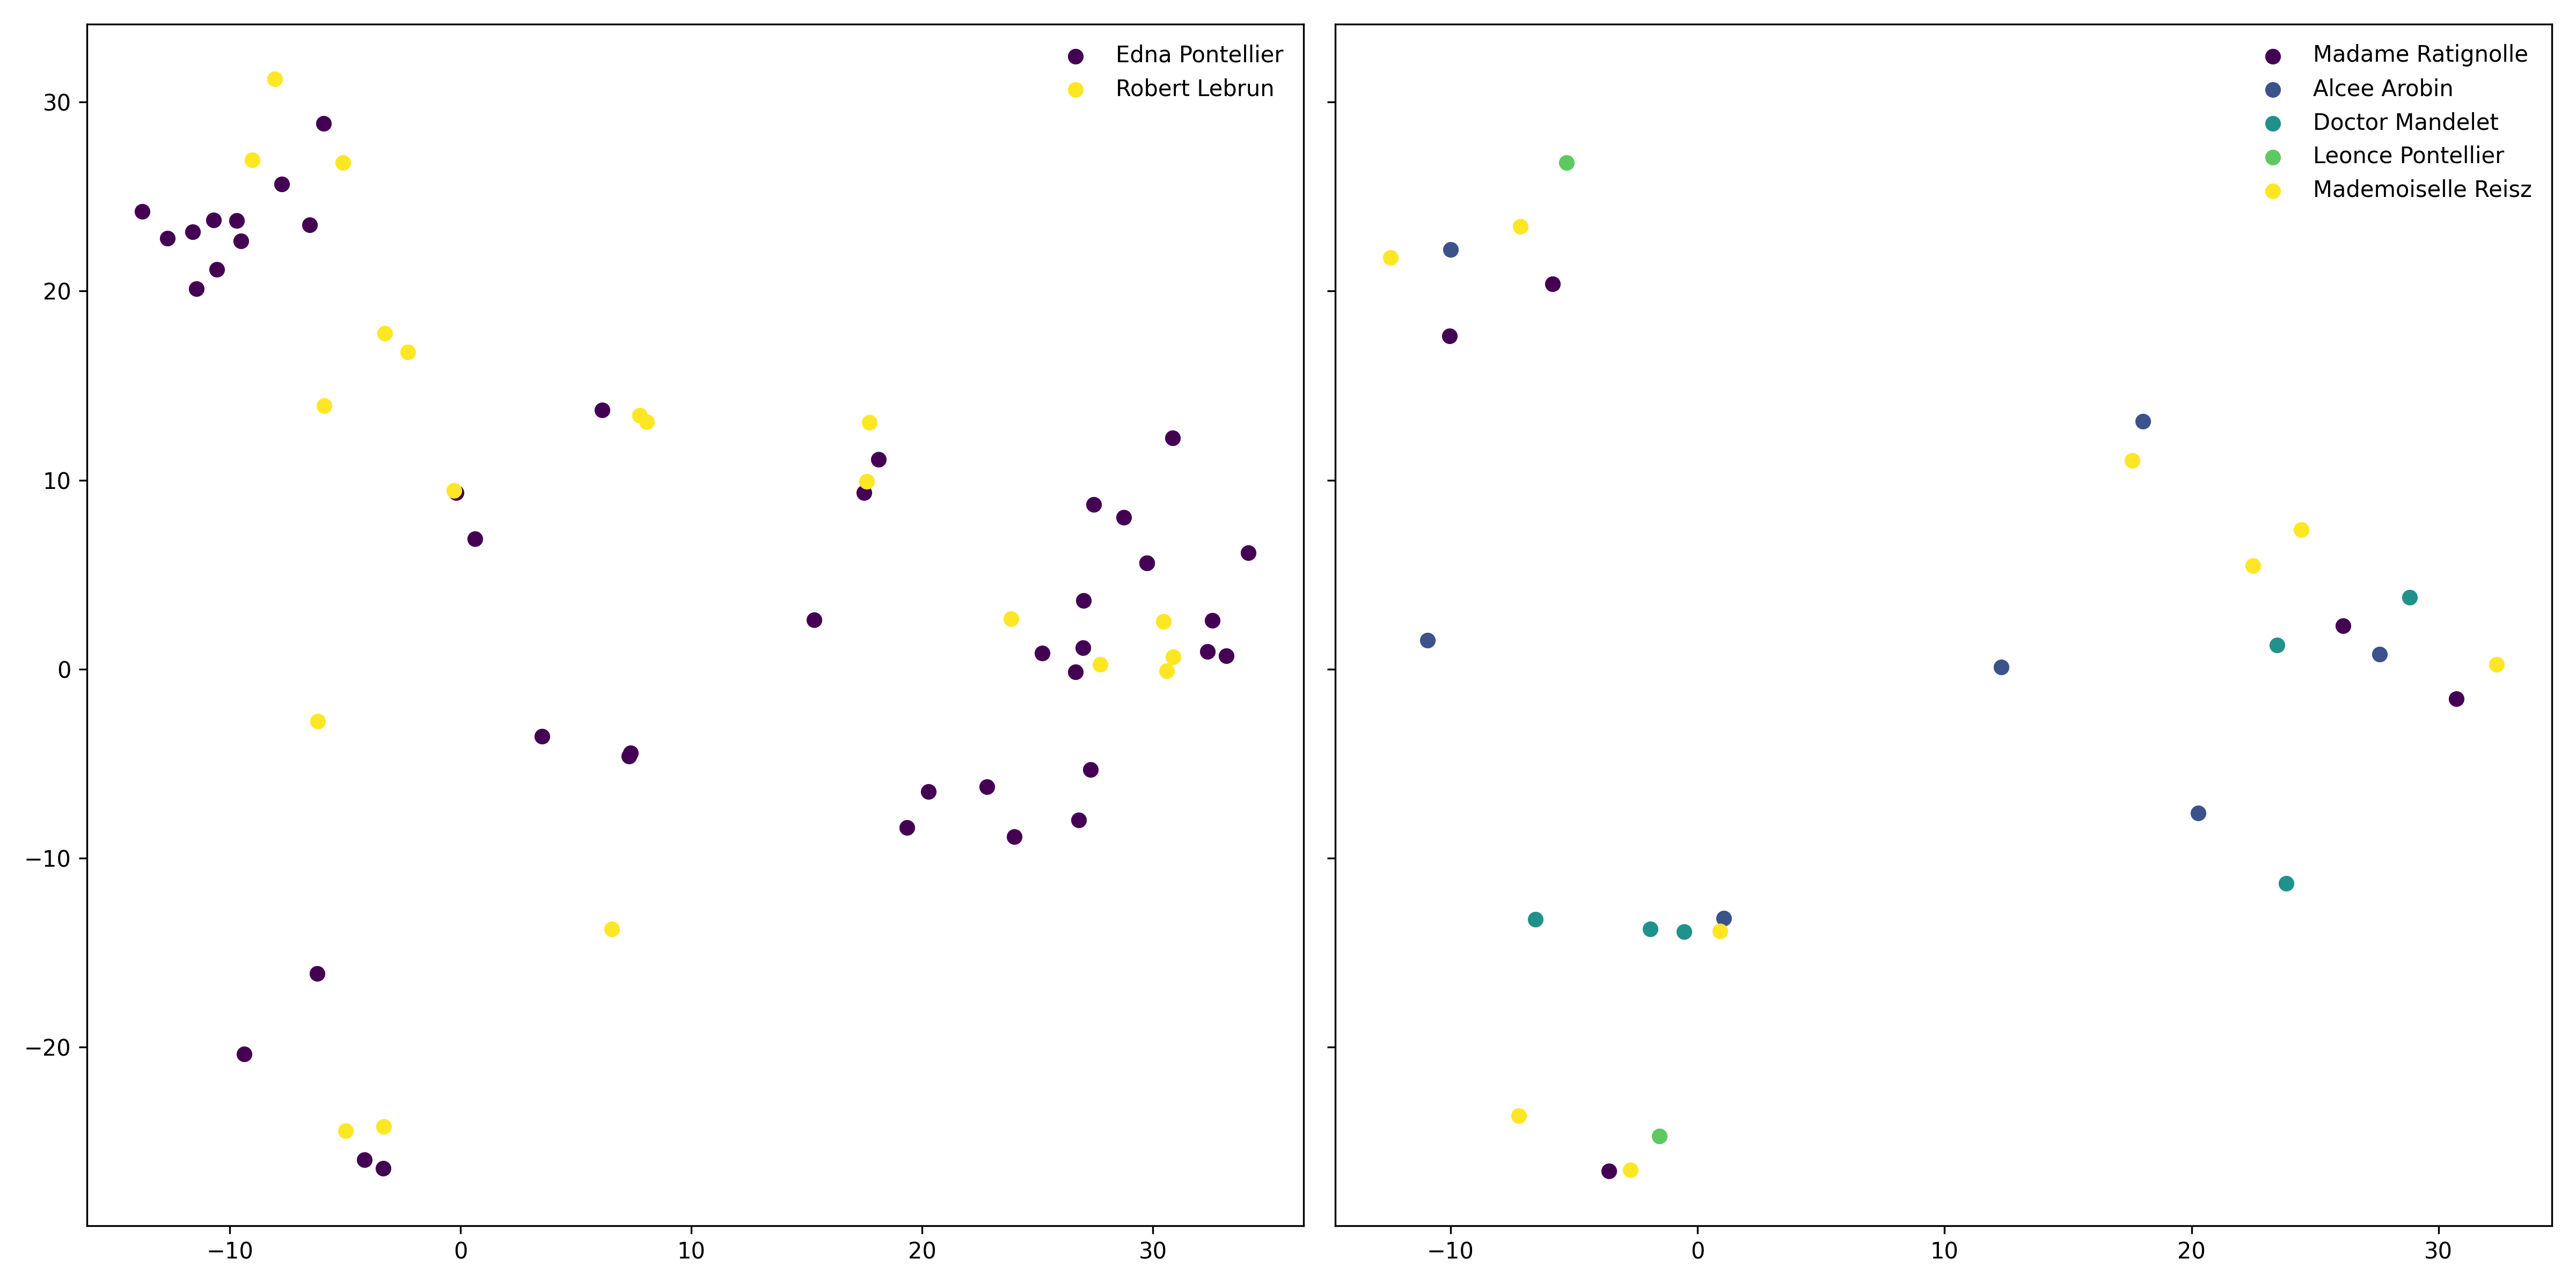 Edna Pontellier
Robert Lebrun
30
20
10
0
−10
−20
−10
0
10
20
30
Madame Ratignolle
Alcee Arobin
Doctor Mandelet
Leonce Pontellier
Mademoiselle Reisz
−10
0
10
20
30